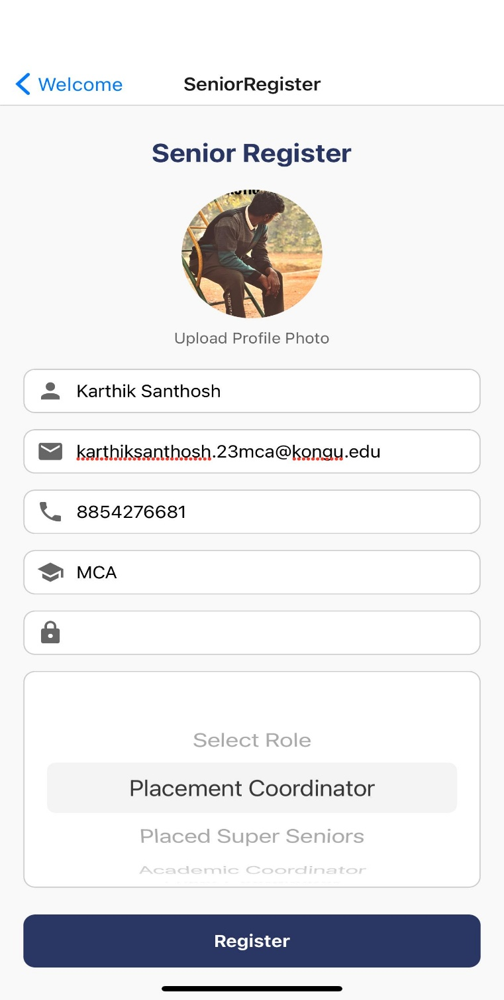 Welcome
SeniorRegister
Senior Register
Upload Profile Photo
Karthik Santhosh
karthiksanthosh.23mca@kongu.edu
8854276681
MCA
Select Role
Placement Coordinator
Placed Super Seniors
Academic Coordinator
Register